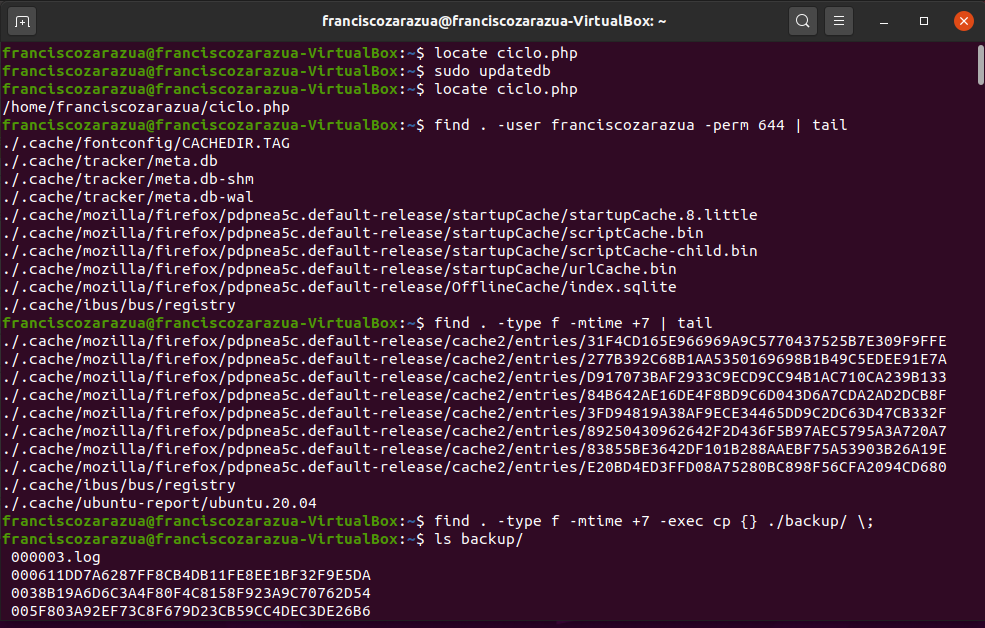 franciscozarazua@franciscozarazua-VirtualBox: ~
franciscozarazua@franciscozarazua-VirtualBox:~$ locate ciclo.php
franciscozarazua@franciscozarazua-VirtualBox:~$ sudo updatedb
franciscozarazua@franciscozarazua-VirtualBox:~$ locate ciclo.php
/home/franciscozarazua/ciclo.php
franciscozarazua@franciscozarazua-VirtualBox:~$ find . -user franciscozarazua -perm 644 | tail
./.cache/fontconfig/CACHEDIR.TAG
./.cache/tracker/meta.db
./.cache/tracker/meta.db-shm
./.cache/tracker/meta.db-wal
./.cache/mozilla/firefox/pdpnea5c.default-release/startupCache/startupCache.8.little
./.cache/mozilla/firefox/pdpnea5c.default-release/startupCache/scriptCache.bin
./.cache/mozilla/firefox/pdpnea5c.default-release/startupCache/scriptCache-child.bin
./.cache/mozilla/firefox/pdpnea5c.default-release/startupCache/urlCache.bin
./.cache/mozilla/firefox/pdpnea5c.default-release/OfflineCache/index.sqlite
./.cache/ibus/bus/registry
franciscozarazua@franciscozarazua-VirtualBox:~$ find . -type f -mtime +7 | tail
./.cache/mozilla/firefox/pdpnea5c.default-release/cache2/entries/31F4CD165E966969A9C5770437525B7E309F9FFE
./.cache/mozilla/firefox/pdpnea5c.default-release/cache2/entries/277B392C68B1AA5350169698B1B49C5EDEE91E7A
./.cache/mozilla/firefox/pdpnea5c.default-release/cache2/entries/D917073BAF2933C9ECD9CC94B1AC710CA239B133
./.cache/mozilla/firefox/pdpnea5c.default-release/cache2/entries/84B642AE16DE4F8BD9C6D043D6A7CDA2AD2DCB8F
./.cache/mozilla/firefox/pdpnea5c.default-release/cache2/entries/3FD94819A38AF9ECE34465DD9C2DC63D47CB332F
./.cache/mozilla/firefox/pdpnea5c.default-release/cache2/entries/89250430962642F2D436F5B97AEC5795A3A720A7
./.cache/mozilla/firefox/pdpnea5c.default-release/cache2/entries/83855BE3642DF101B288AAEBF75A53903B26A19E
./.cache/mozilla/firefox/pdpnea5c.default-release/cache2/entries/E20BD4ED3FFD08A75280BC898F56CFA2094CD680
./.cache/ibus/bus/registry
./.cache/ubuntu-report/ubuntu.20.04
franciscozarazua@franciscozarazua-VirtualBox:~$ find . -type f -mtime +7 -exec cp {} ./backup/ \;
franciscozarazua@franciscozarazua-VirtualBox:~$ ls backup/
000003.log
000611DD7A6287FF8CB4DB11FE8EE1BF32F9E5DA
0038B19A6D6C3A4F80F4C8158F923A9C70762D54
005F803A92EF73C8F679D23CB59CC4DEC3DE26B6